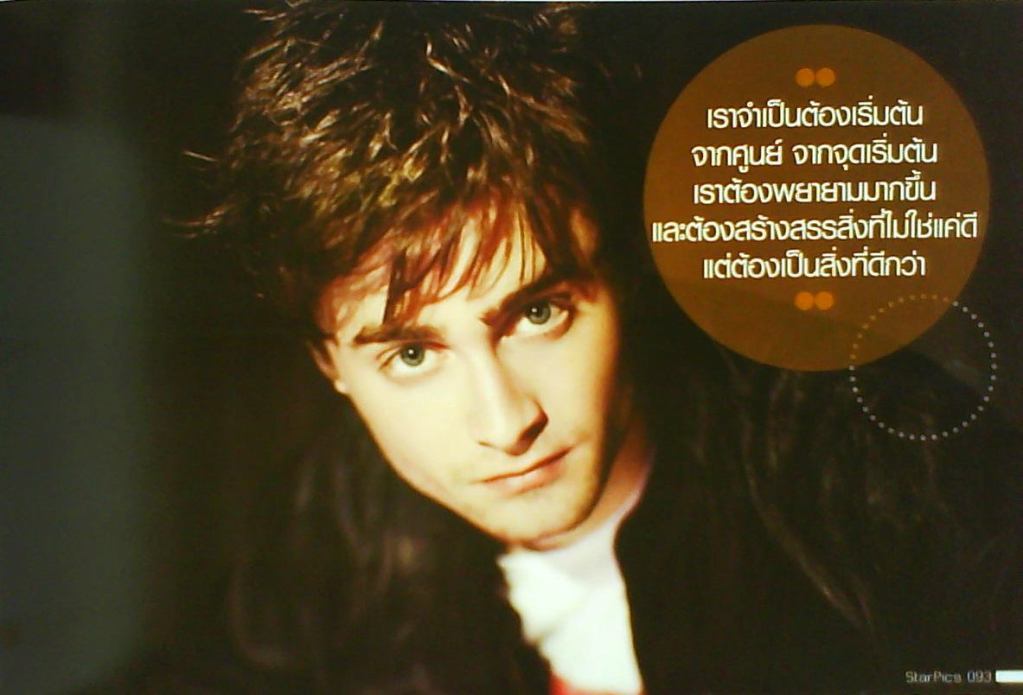 เราจำเป็นต้องเริ่มต้น
จากศูนย์ จากจุดเริ่มต้น
เราต้องพยายามมากขึ้น
และต้องสร้างสรรสิ่งที่ไม่ใช่แค่ดี
แต่ต้องเป็นสิ่งที่ดีกว่า
StarPics 093